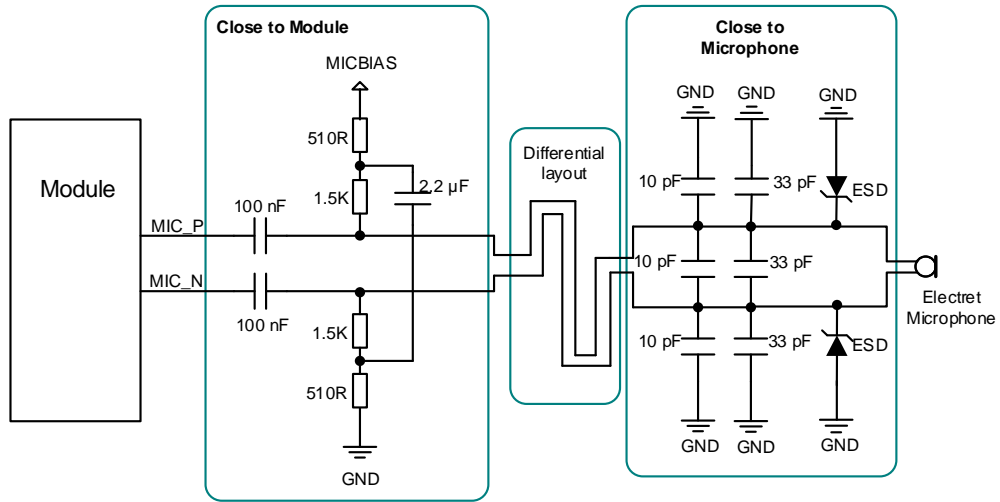 Close to Module
Close to
Microphone
MICBIAS
GND
GND
GND
510R
Differential
layout
Module
10 pF
33 pF
ESD
1.5K
2.2 µF
100 nF
MIC_P
10 pF
33 pF
MIC_N
Electret
Microphone
100 nF
1.5K
10 pF
33 pF
ESD
510R
GND
GND
GND
GND